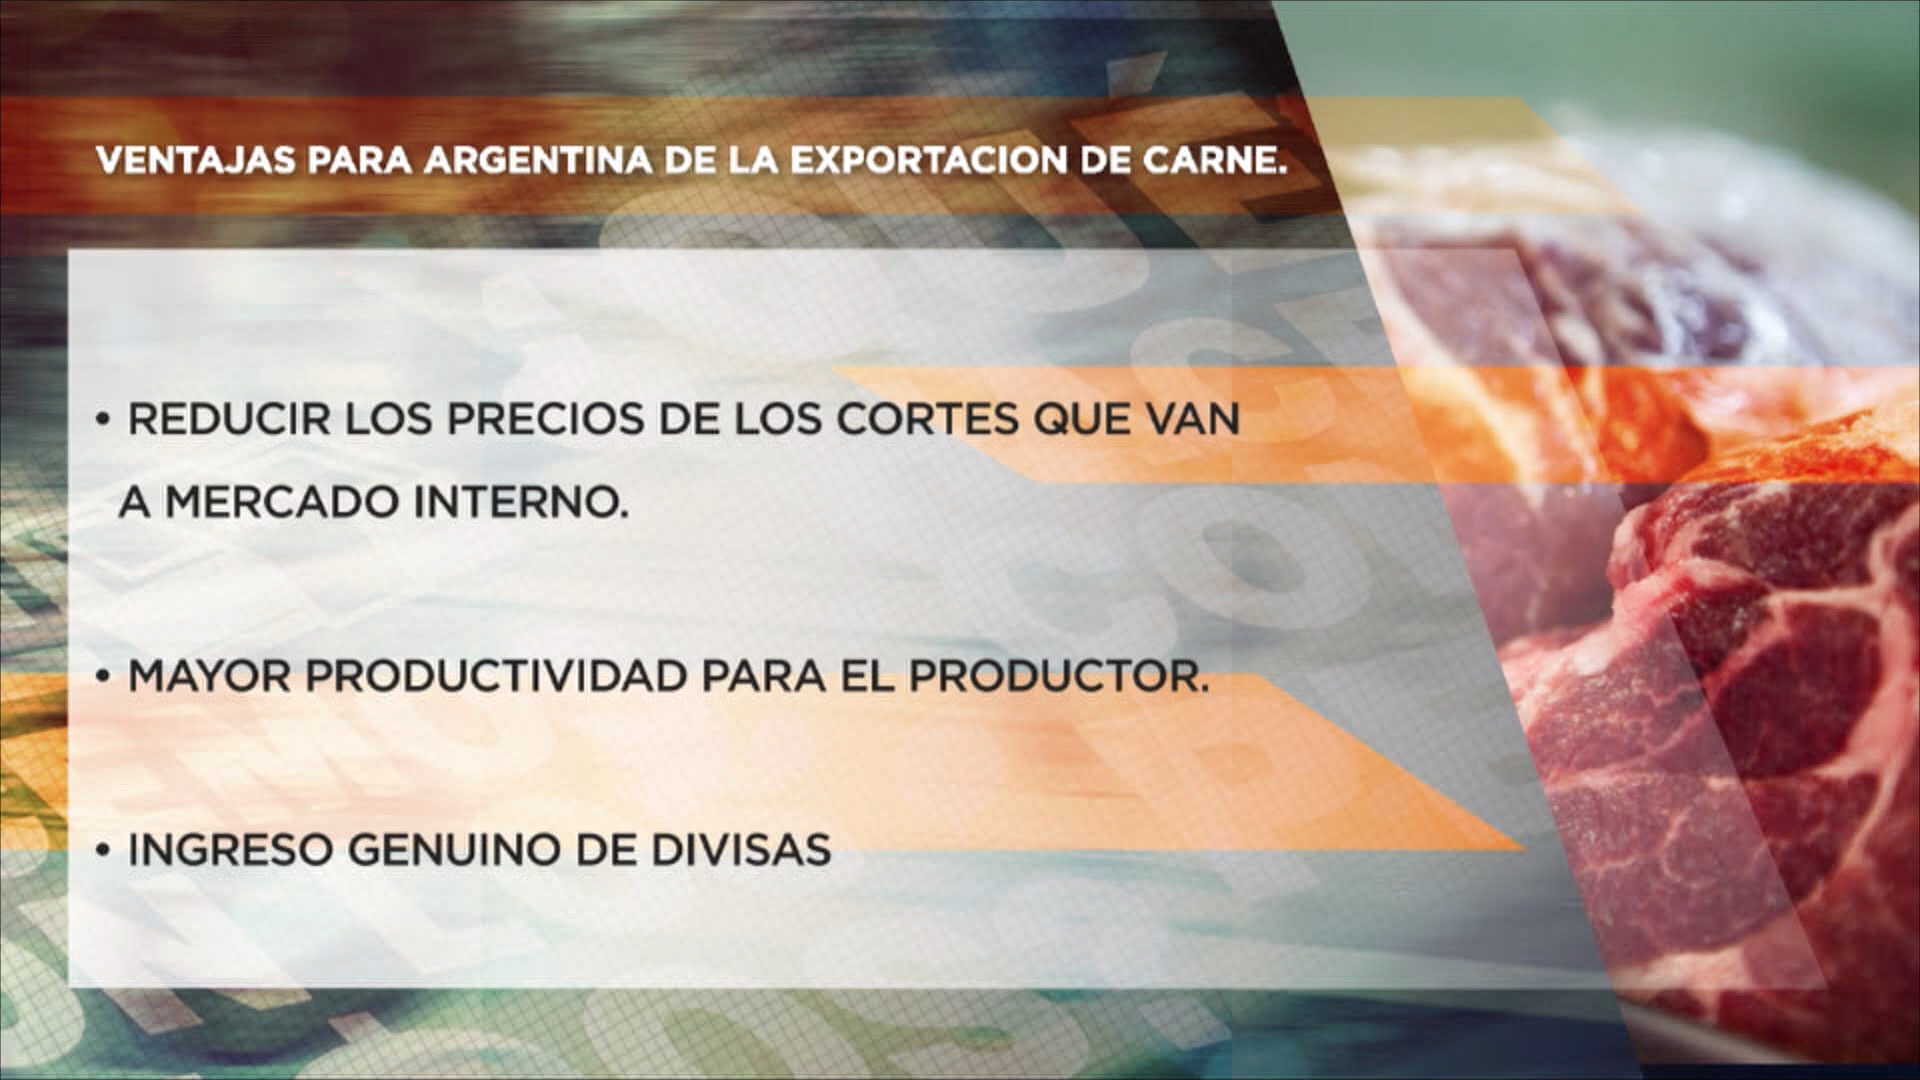 VENTAJAS PARA ARGENTINA DE LA EXPORTACION DE CARNE.
• REDUCIR LOS PRECIOS DE LOS CORTES QUE VAN
A MERCADO INTERNO.
• MAYOR PRODUCTIVIDAD PARA EL PRODUCTOR.
• INGRESO GENUINO DE DIVISAS